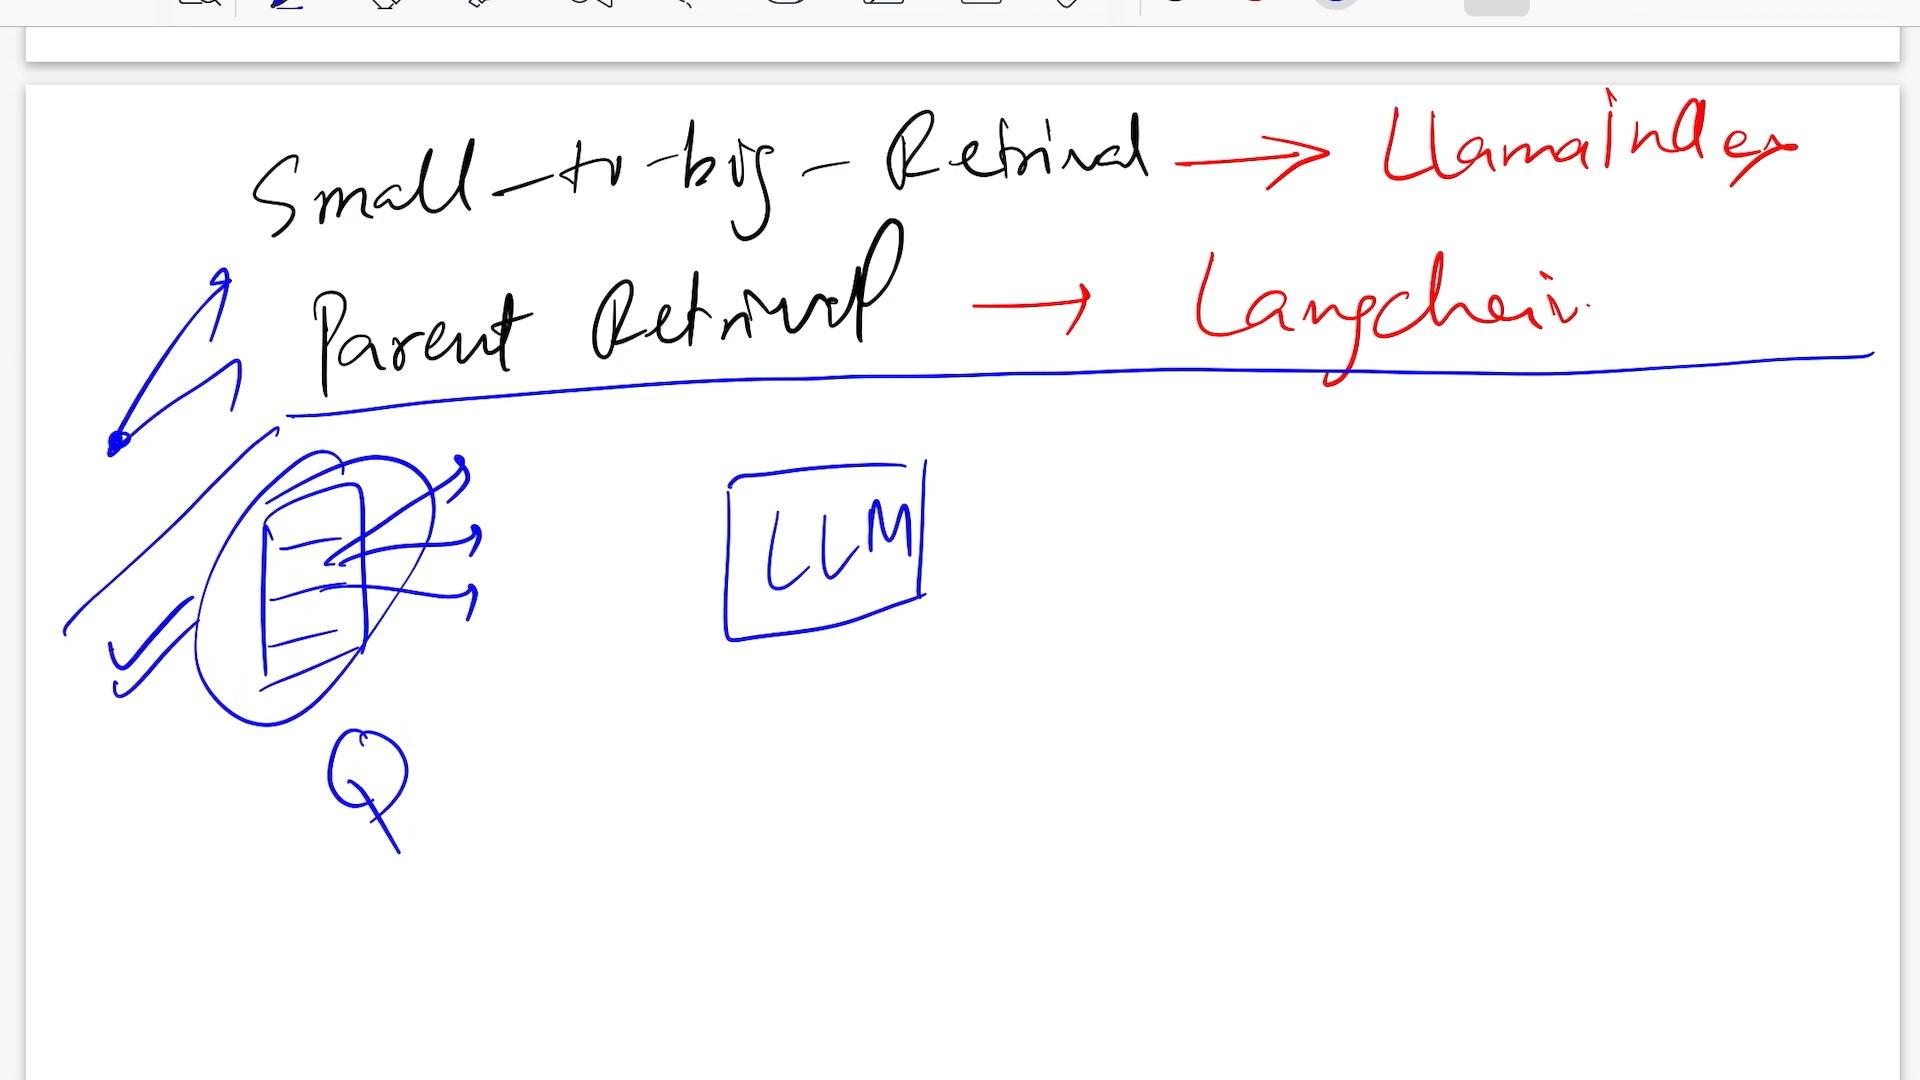 Small-to-big-Retrival → LlamaIndex
Parent Retrival → Langchain
LLM
Q